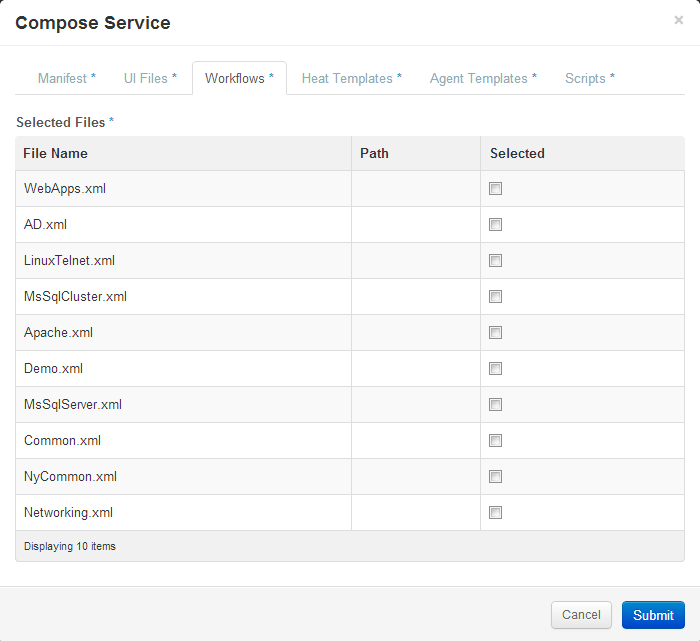 Compose Service ×
Manifest * UI Files * Workflows * Heat Templates * Agent Templates * Scripts *
Selected Files *
File Name Path Selected
WebApps.xml
AD.xml
LinuxTelnet.xml
MsSqlCluster.xml
Apache.xml
Demo.xml
MsSqlServer.xml
Common.xml
NyCommon.xml
Networking.xml
Displaying 10 items
Cancel Submit